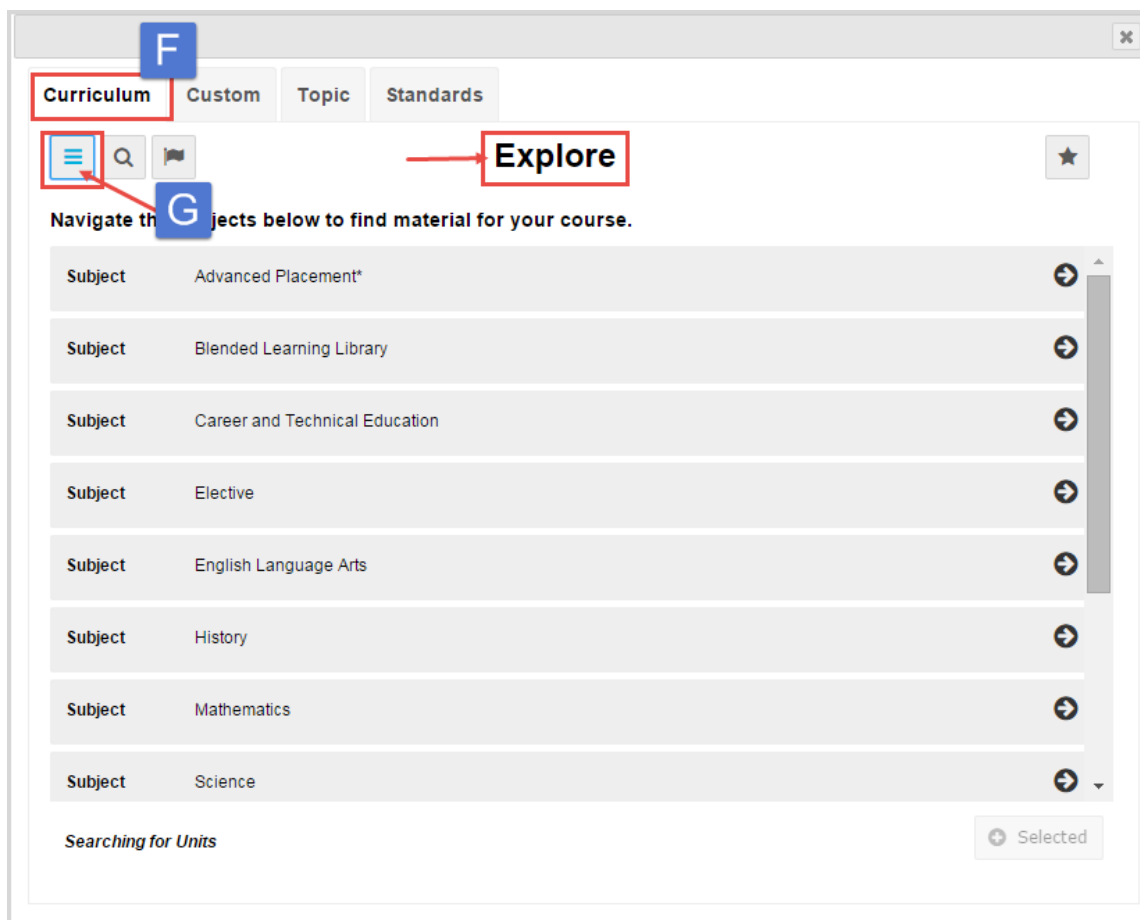 F
Curriculum Custom Topic Standards
Explore
G
Navigate th jects below to find material for your course.
Subject Advanced Placement*
Subject Blended Learning Library
Subject Career and Technical Education
Subject Elective
Subject English Language Arts
Subject History
Subject Mathematics
Subject Science
Searching for Units Selected